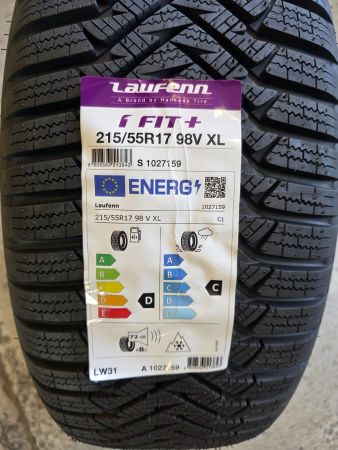 Laufenn
A Brand by Hankook Tire
i FIT+
215/55R17 98V XL
S 1027159
ENERG
Laufenn
1027159
215/55R17 98 V XL
C1
A
B
C
D
E
D
A
B
C
D
E
C
72 dB
B
LW31
A 1027159